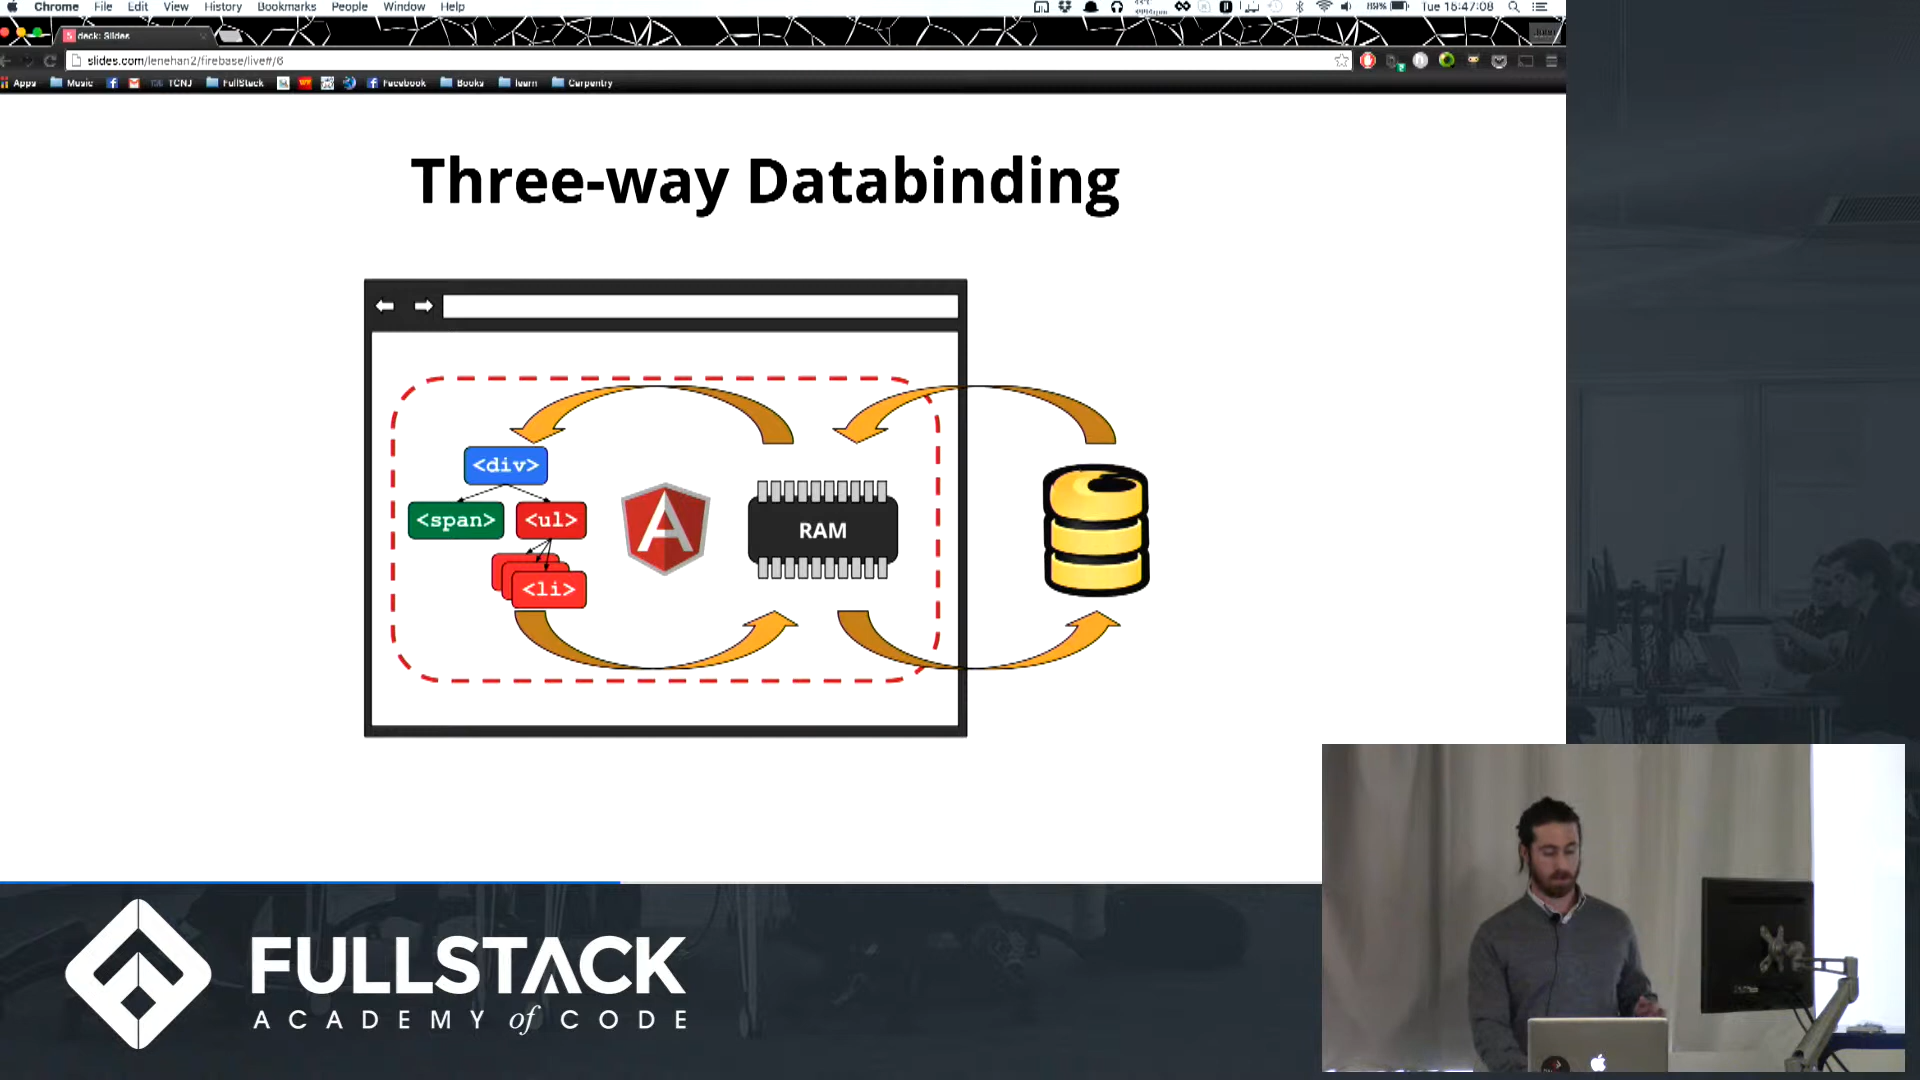 Chrome File Edit View History Bookmarks People Window Help
Tue 15:47:08
deck: Slides
slides.com/lenehan2/firebase/live#/6
Apps Music TCNJ FullStack Facebook Books learn Carpentry
Three-way Databinding
<div>
<span> <ul>
RAM
<li>
FULLSTACK
ACADEMY of CODE